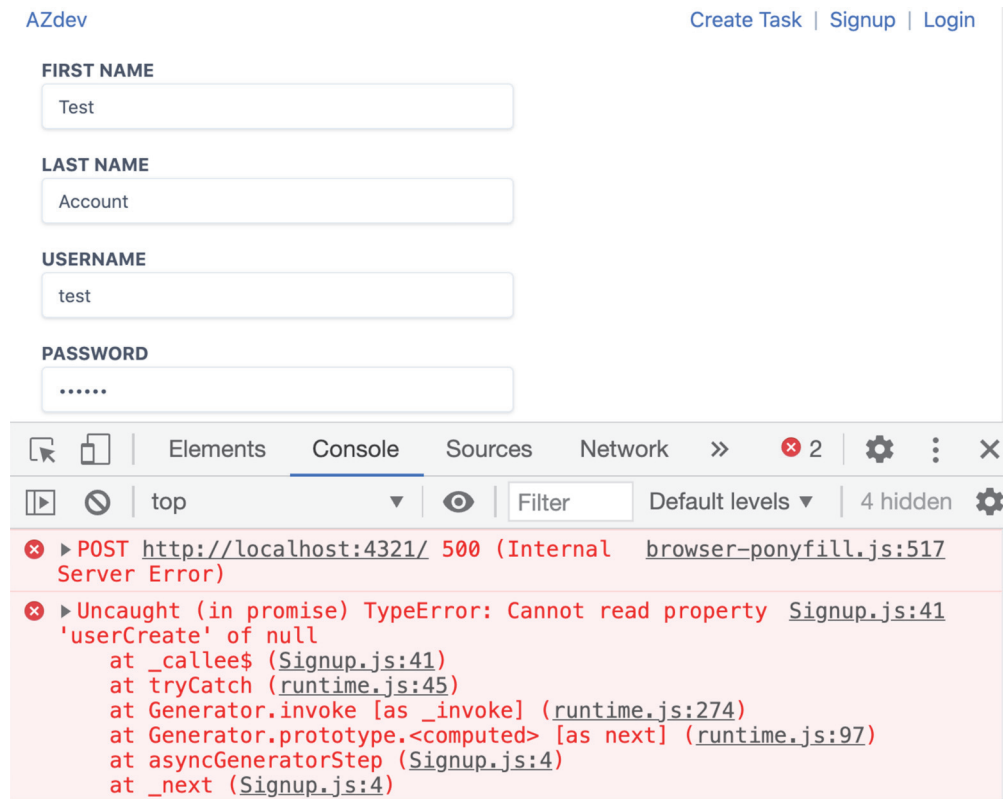 AZdev Create Task | Signup | Login
FIRST NAME
Test
LAST NAME
Account
USERNAME
test
PASSWORD
••••••
Elements Console Sources Network » 2
top ▼ Filter Default levels ▼ 4 hidden
▶POST http://localhost:4321/ 500 (Internal browser-ponyfill.js:517
Server Error)
▶Uncaught (in promise) TypeError: Cannot read property Signup.js:41
'userCreate' of null
at _callee$ (Signup.js:41)
at tryCatch (runtime.js:45)
at Generator.invoke [as _invoke] (runtime.js:274)
at Generator.prototype.<computed> [as next] (runtime.js:97)
at asyncGeneratorStep (Signup.js:4)
at _next (Signup.js:4)